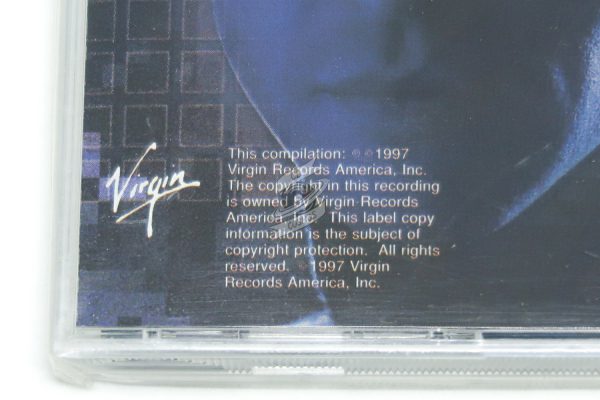 Virgin
This compilation: ℗ © 1997
Virgin Records America, Inc.
The copyright in this recording
is owned by Virgin Records
America, Inc. This label copy
information is the subject of
copyright protection. All rights
reserved. © 1997 Virgin
Records America, Inc.